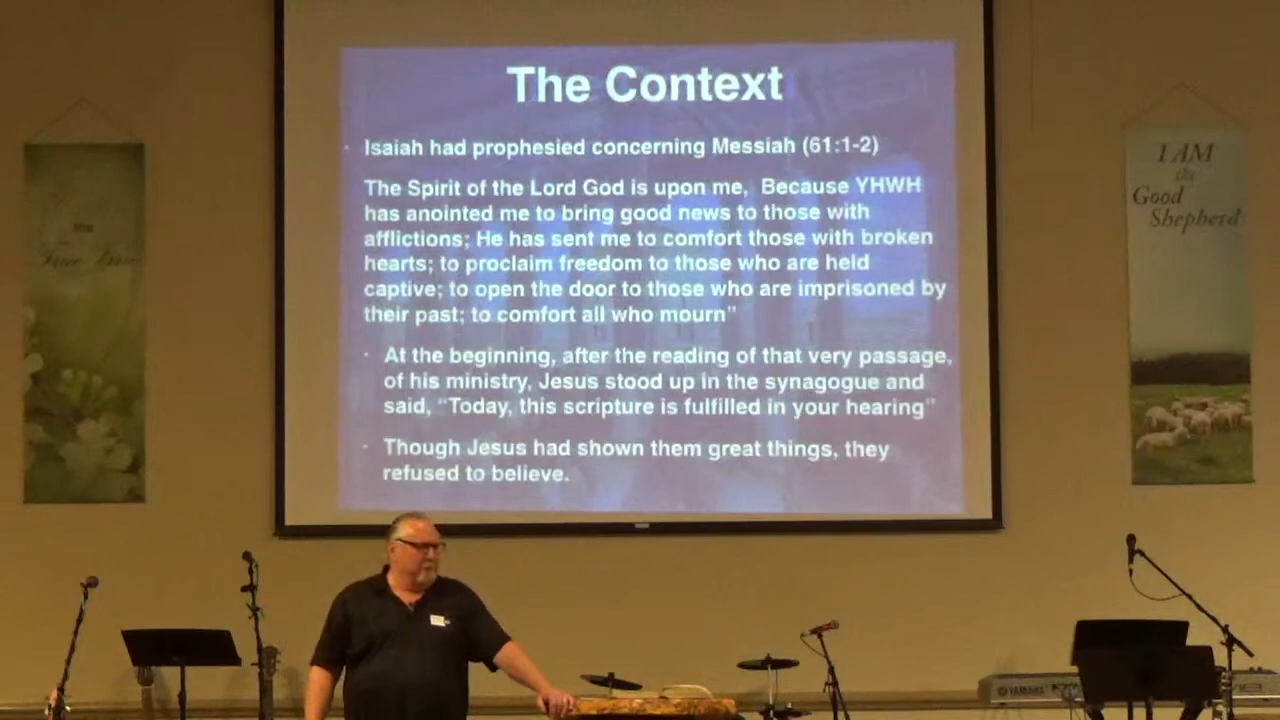 The Context
Isaiah had prophesied concerning Messiah (61:1-2)
The Spirit of the Lord God is upon me, Because YHWH
has anointed me to bring good news to those with
afflictions; He has sent me to comfort those with broken
hearts; to proclaim freedom to those who are held
captive; to open the door to those who are imprisoned by
their past; to comfort all who mourn”
· At the beginning, after the reading of that very passage,
of his ministry, Jesus stood up in the synagogue and
said, “Today, this scripture is fulfilled in your hearing”
· Though Jesus had shown them great things, they
refused to believe.
the
I AM
the
Good
Shepherd
YAMAHA